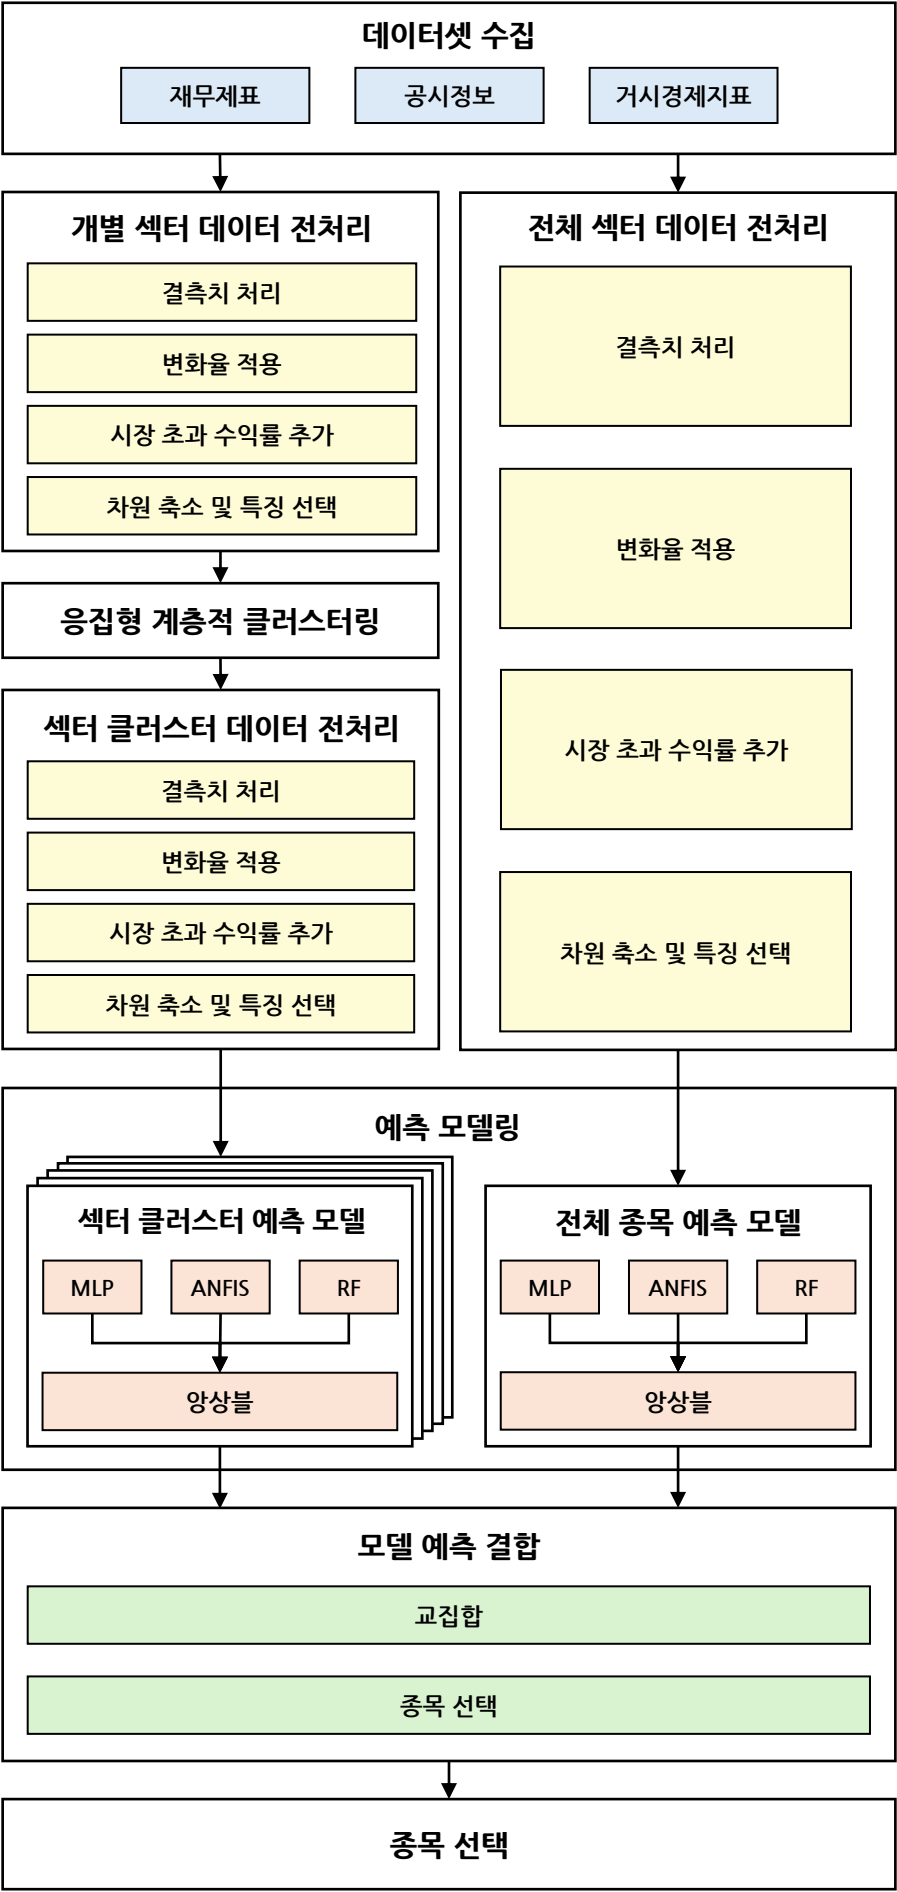 데이터셋 수집
재무제표
공시정보
거시경제지표
개별 섹터 데이터 전처리
결측치 처리
변화율 적용
시장 초과 수익률 추가
차원 축소 및 특징 선택
응집형 계층적 클러스터링
섹터 클러스터 데이터 전처리
결측치 처리
변화율 적용
시장 초과 수익률 추가
차원 축소 및 특징 선택
전체 섹터 데이터 전처리
결측치 처리
변화율 적용
시장 초과 수익률 추가
차원 축소 및 특징 선택
예측 모델링
섹터 클러스터 예측 모델
MLP
ANFIS
RF
앙상블
전체 종목 예측 모델
MLP
ANFIS
RF
앙상블
모델 예측 결합
교집합
종목 선택
종목 선택